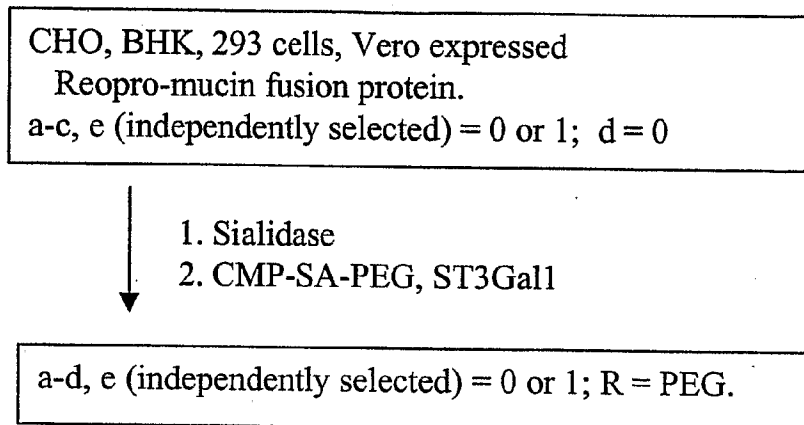 CHO, BHK, 293 cells, Vero expressed
Reopro-mucin fusion protein.
a-c, e (independently selected) = 0 or 1; d = 0
1. Sialidase
2. CMP-SA-PEG, ST3Gal1
a-d, e (independently selected) = 0 or 1; R = PEG.